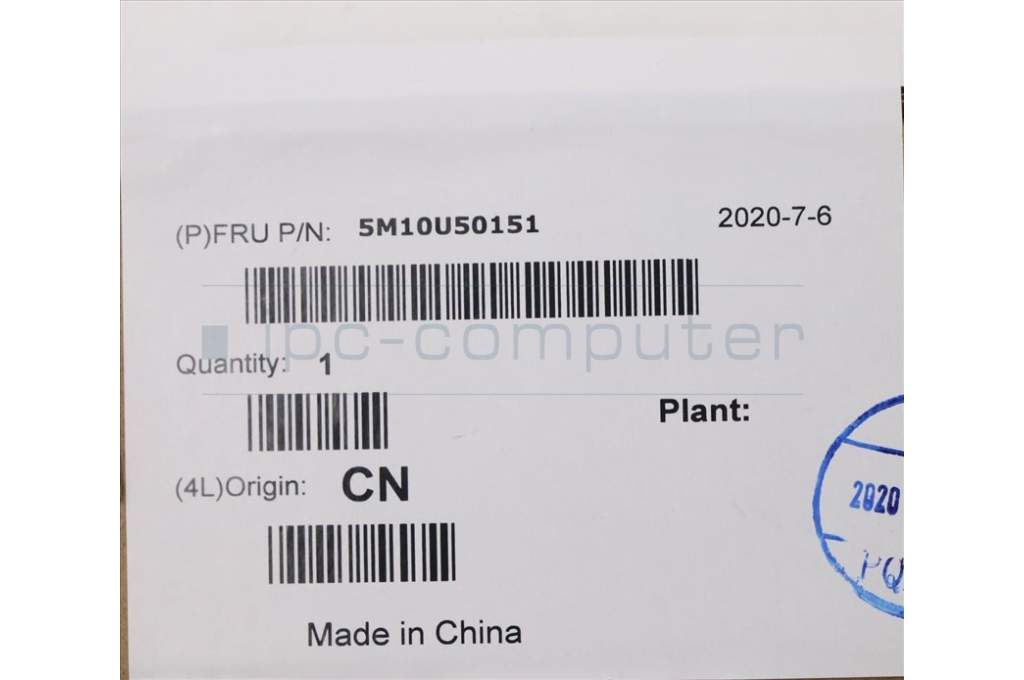 (P)FRU P/N: 5M10U50151
2020-7-6
ipc-computer
Quantity: 1
Plant:
(4L)Origin: CN
2020
Made in China